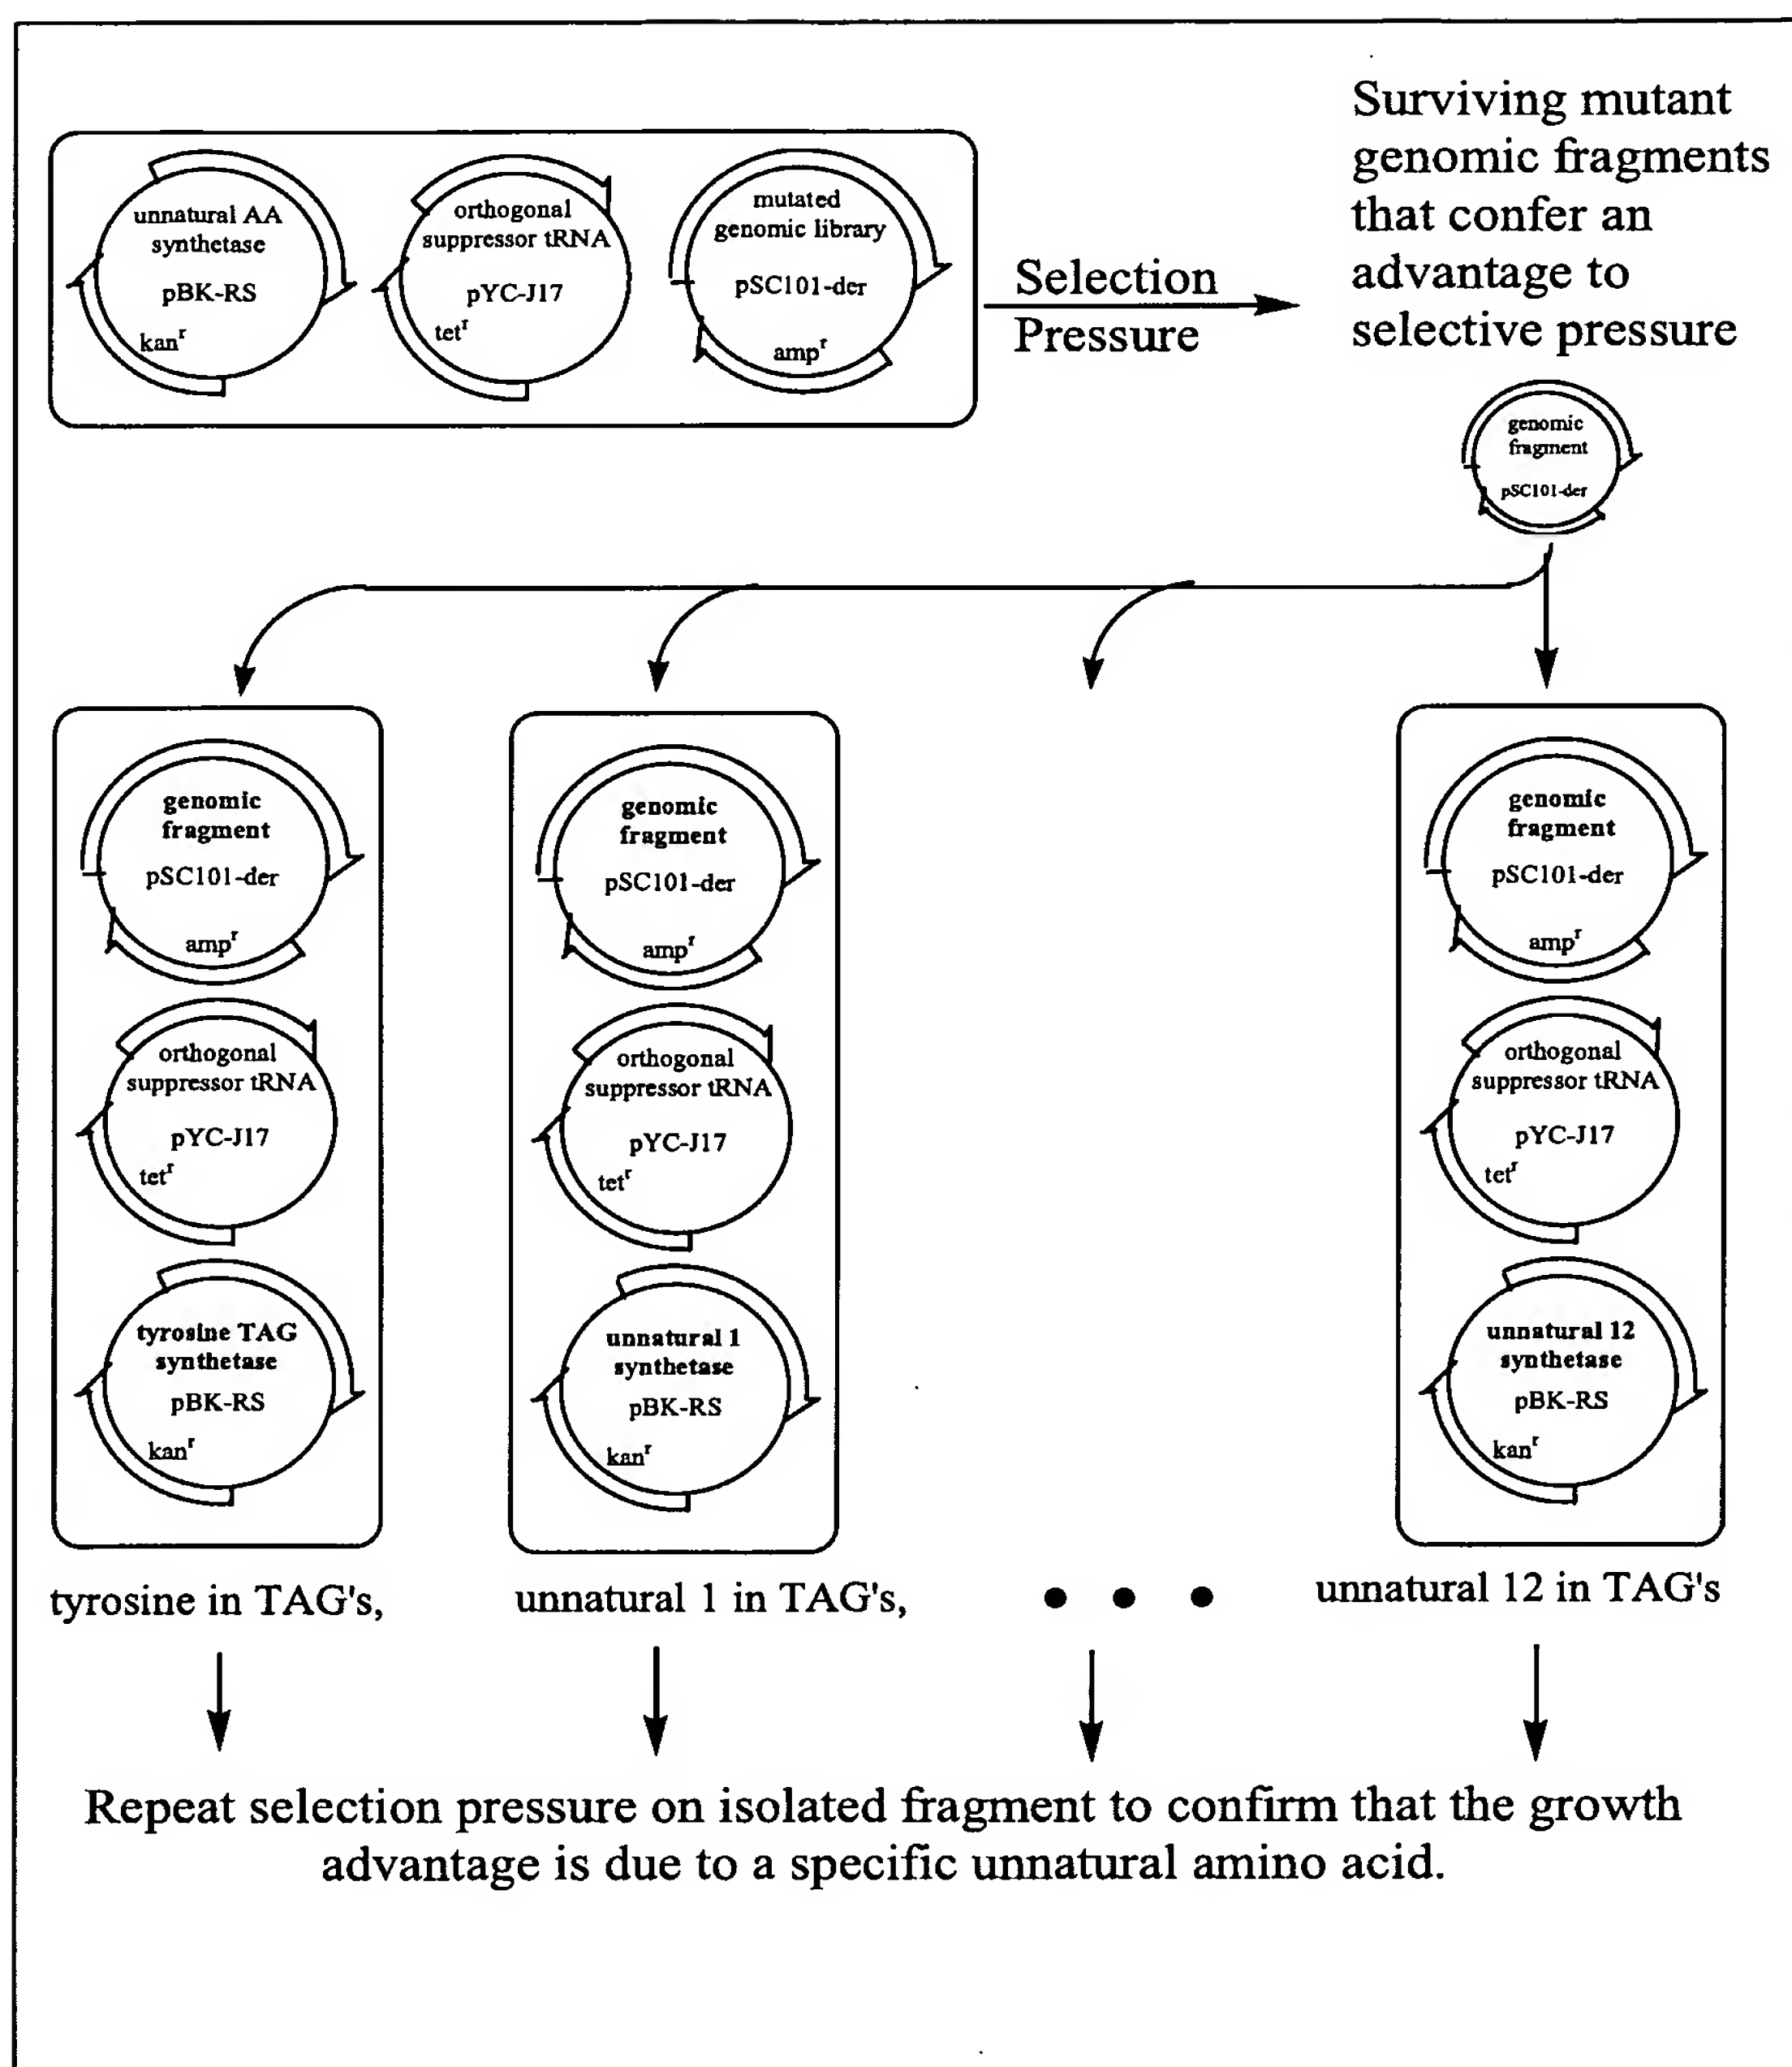 unnatural AA
synthetase
pBK-RS
kanʳ
orthogonal
suppressor tRNA
pYC-J17
tetʳ
mutated
genomic library
pSC101-der
ampʳ
Selection
Pressure
Surviving mutant
genomic fragments
that confer an
advantage to
selective pressure
genomic
fragment
pSC101-der
genomic
fragment
pSC101-der
ampʳ
orthogonal
suppressor tRNA
pYC-J17
tetʳ
tyrosine TAG
synthetase
pBK-RS
kanʳ
genomic
fragment
pSC101-der
ampʳ
orthogonal
suppressor tRNA
pYC-J17
tetʳ
unnatural 1
synthetase
pBK-RS
kanʳ
genomic
fragment
pSC101-der
ampʳ
orthogonal
suppressor tRNA
pYC-J17
tetʳ
unnatural 12
synthetase
pBK-RS
kanʳ
tyrosine in TAG's,
unnatural 1 in TAG's,
• • •
unnatural 12 in TAG's
Repeat selection pressure on isolated fragment to confirm that the growth
advantage is due to a specific unnatural amino acid.